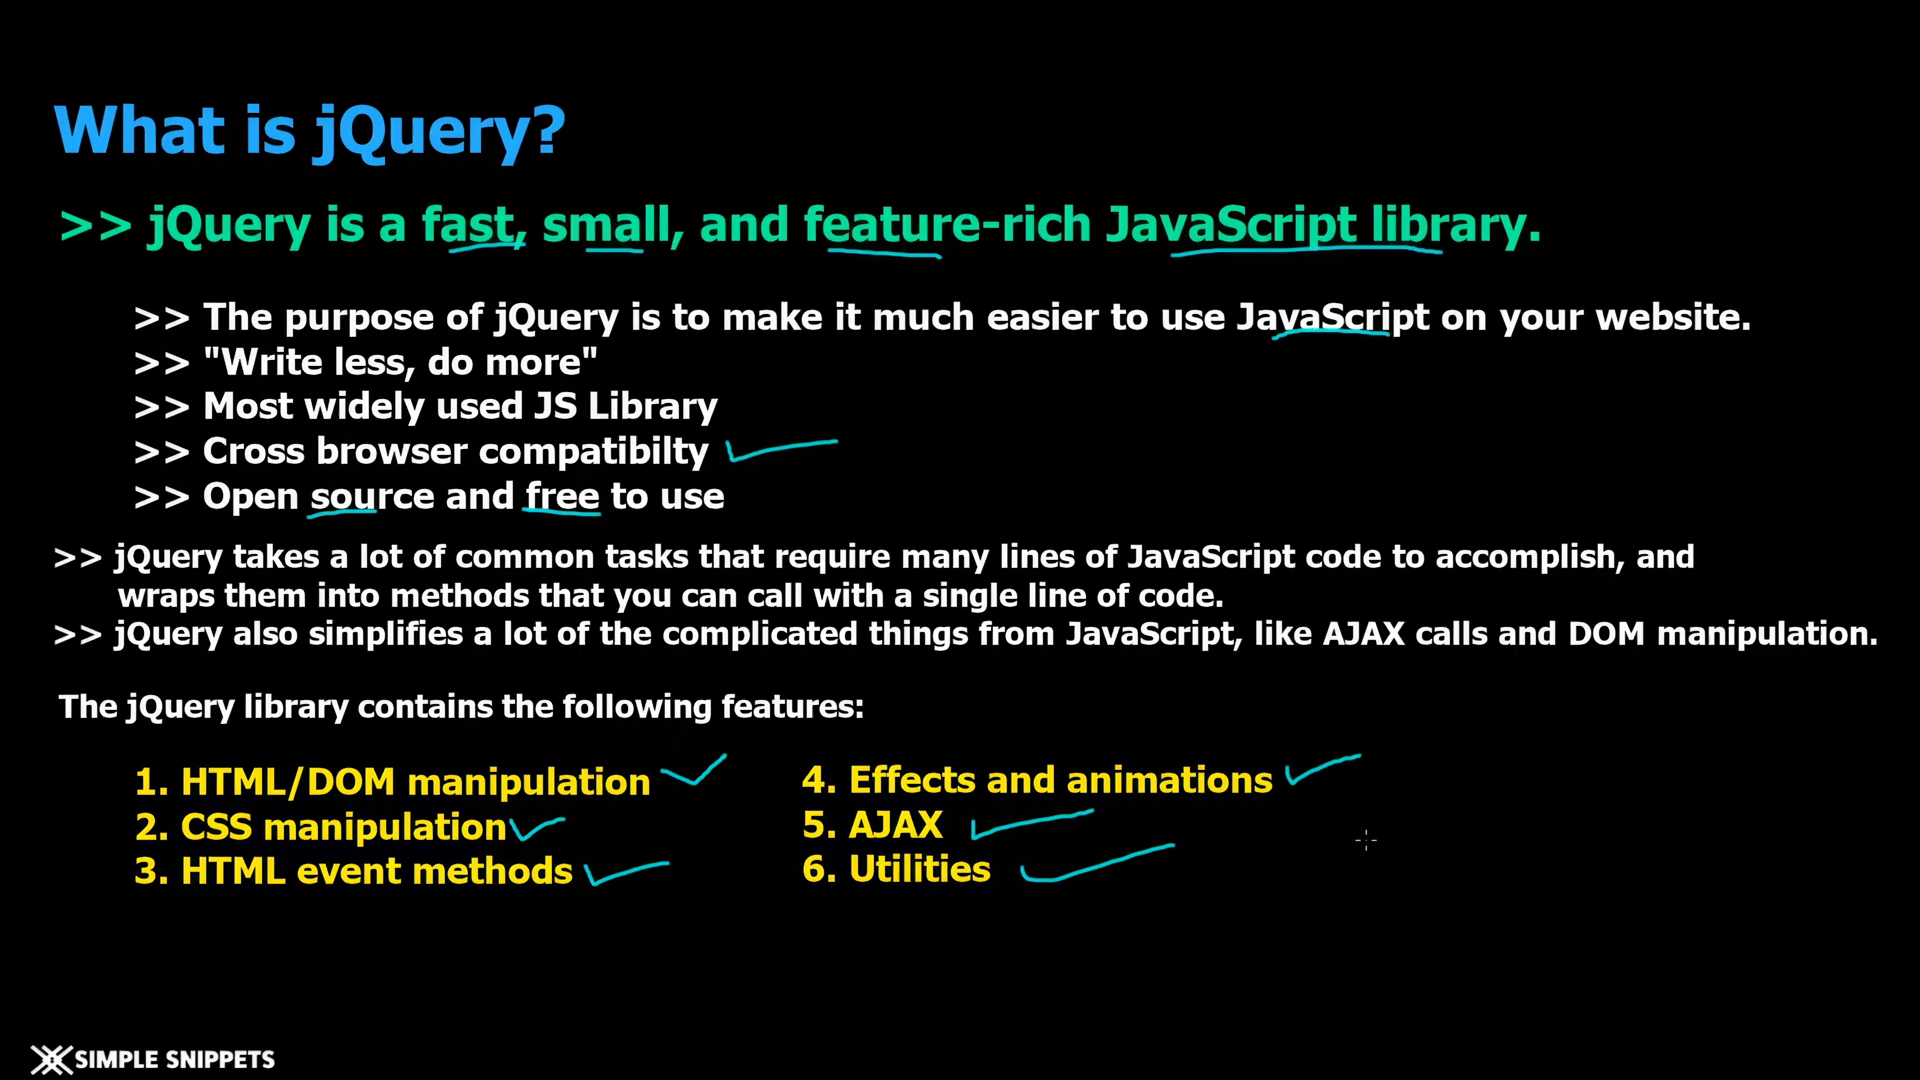 What is jQuery?
>> jQuery is a fast, small, and feature-rich JavaScript library.
>> The purpose of jQuery is to make it much easier to use JavaScript on your website.
>> "Write less, do more"
>> Most widely used JS Library
>> Cross browser compatibilty
>> Open source and free to use
>> jQuery takes a lot of common tasks that require many lines of JavaScript code to accomplish, and
wraps them into methods that you can call with a single line of code.
>> jQuery also simplifies a lot of the complicated things from JavaScript, like AJAX calls and DOM manipulation.
The jQuery library contains the following features:
1. HTML/DOM manipulation
2. CSS manipulation
3. HTML event methods
4. Effects and animations
5. AJAX
6. Utilities
SIMPLE SNIPPETS